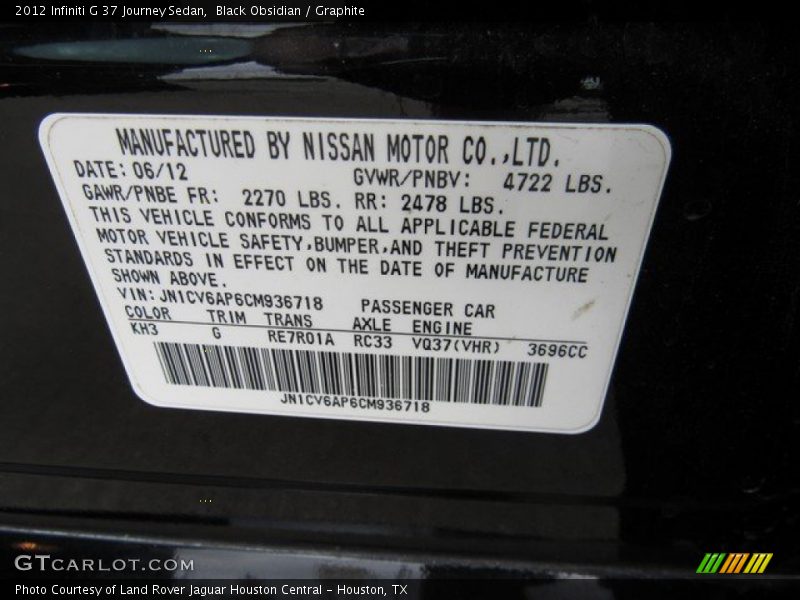 2012 Infiniti G 37 Journey Sedan, Black Obsidian / Graphite
MANUFACTURED BY NISSAN MOTOR CO.,LTD.
DATE: 06/12 GVWR/PNBV: 4722 LBS.
GAWR/PNBE FR: 2270 LBS. RR: 2478 LBS.
THIS VEHICLE CONFORMS TO ALL APPLICABLE FEDERAL
MOTOR VEHICLE SAFETY,BUMPER,AND THEFT PREVENTION
STANDARDS IN EFFECT ON THE DATE OF MANUFACTURE
SHOWN ABOVE.
VIN: JN1CV6AP6CM936718 PASSENGER CAR
COLOR TRIM TRANS AXLE ENGINE
KH3 G RE7R01A RC33 VQ37(VHR) 3696CC
JN1CV6AP6CM936718
GTCARLOT.COM
Photo Courtesy of Land Rover Jaguar Houston Central - Houston, TX